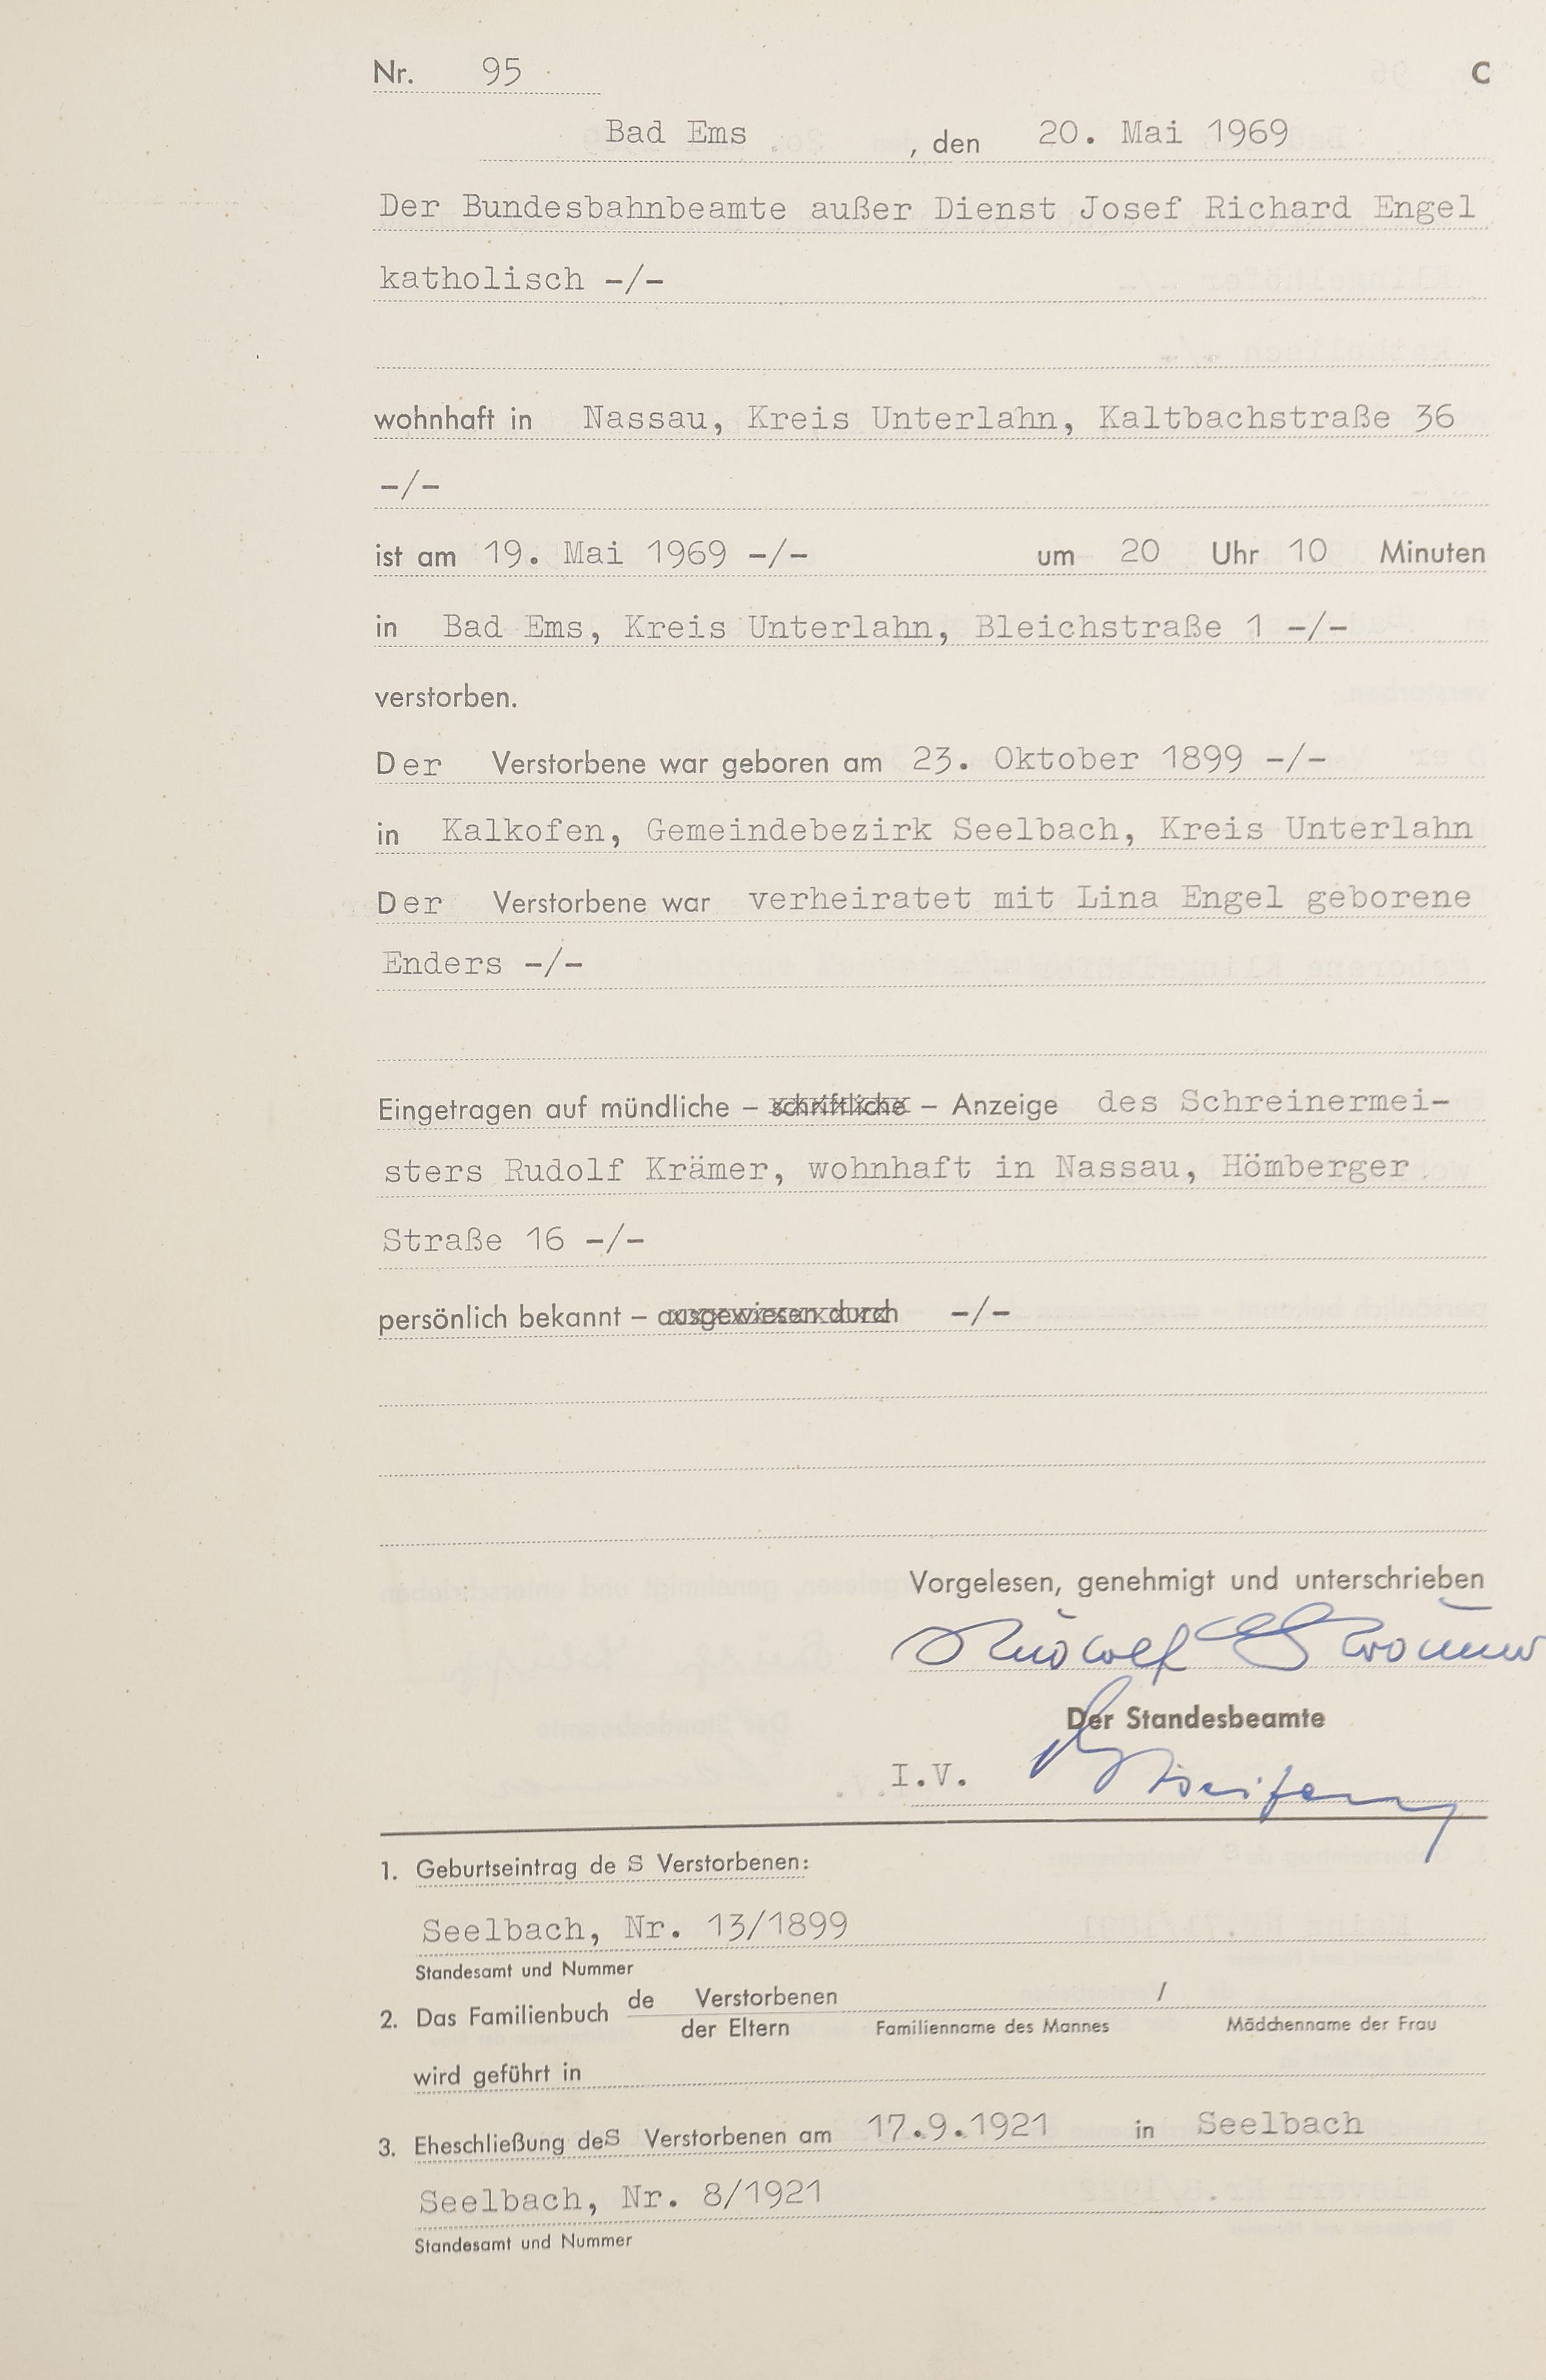 Nr. 95 C
Bad Ems , den 20. Mai 1969
Der Bundesbahnbeamte außer Dienst Josef Richard Engel
katholisch -/-
wohnhaft in Nassau, Kreis Unterlahn, Kaltbachstraße 36
-/-
ist am 19. Mai 1969 -/- um 20 Uhr 10 Minuten
in Bad Ems, Kreis Unterlahn, Bleichstraße 1 -/-
verstorben.
Der Verstorbene war geboren am 23. Oktober 1899 -/-
in Kalkofen, Gemeindebezirk Seelbach, Kreis Unterlahn
Der Verstorbene war verheiratet mit Lina Engel geborene
Enders -/-
Eingetragen auf mündliche – schriftliche – Anzeige des Schreinermei-
sters Rudolf Krämer, wohnhaft in Nassau, Hömberger
Straße 16 -/-
persönlich bekannt – ausgewiesen durch -/-
Vorgelesen, genehmigt und unterschrieben
Rudolf Krämer
Der Standesbeamte
I.V.
1. Geburtseintrag des Verstorbenen:
Seelbach, Nr. 13/1899
Standesamt und Nummer
2. Das Familienbuch de Verstorbenen /
der Eltern Familienname des Mannes Mädchenname der Frau
wird geführt in
3. Eheschließung des Verstorbenen am 17.9.1921 in Seelbach
Seelbach, Nr. 8/1921
Standesamt und Nummer